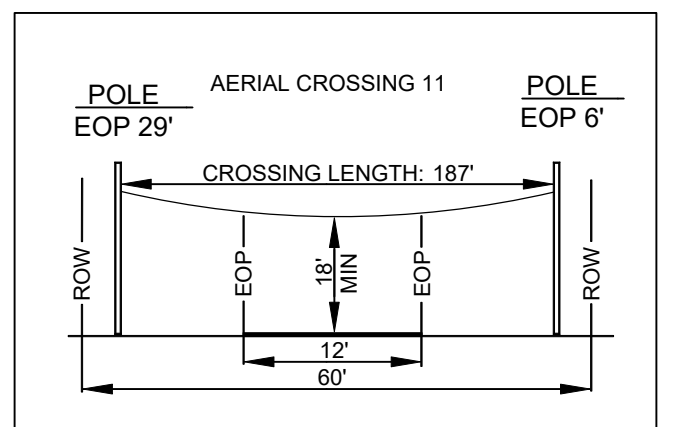 AERIAL CROSSING 11
POLE
EOP 29'
POLE
EOP 6'
CROSSING LENGTH: 187'
ROW
EOP
18'
MIN
EOP
ROW
12'
60'